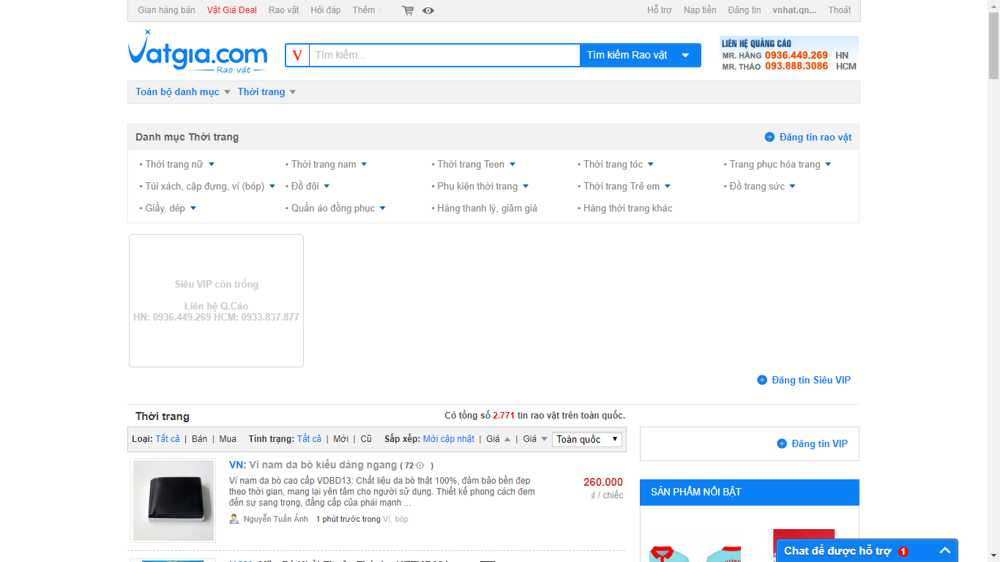 Gian hàng bán Vật Giá Deal Rao vặt Hỏi đáp Thêm Hỗ trợ Nạp tiền Đăng tin vnhat.qn... Thoát
Vatgia.com
Rao vặt
V Tìm kiếm... Tìm kiếm Rao vặt
LIÊN HỆ QUẢNG CÁO
MR. HẰNG 0936.449.269 HN
MR. THẢO 093.888.3086 HCM
Toàn bộ danh mục Thời trang
Danh mục Thời trang Đăng tin rao vặt
• Thời trang nữ • Thời trang nam • Thời trang Teen • Thời trang tóc • Trang phục hóa trang
• Túi xách, cặp đựng, ví (bóp) • Đồ đôi • Phụ kiện thời trang • Thời trang Trẻ em • Đồ trang sức
• Giầy, dép • Quần áo đồng phục • Hàng thanh lý, giảm giá • Hàng thời trang khác
Siêu VIP còn trống
Liên hệ Q.Cáo
HN: 0936.449.269 HCM: 0933.837.877
Đăng tin Siêu VIP
Thời trang Có tổng số 2.771 tin rao vặt trên toàn quốc.
Loại: Tất cả | Bán | Mua Tình trạng: Tất cả | Mới | Cũ Sắp xếp: Mới cập nhật | Giá | Giá Toàn quốc
Đăng tin VIP
VN: Ví nam da bò kiểu dáng ngang ( 72 )
Ví nam da bò cao cấp VDBD13: Chất liệu da bò thật 100%, đảm bảo bền đẹp
theo thời gian, mang lại yên tâm cho người sử dụng. Thiết kế phong cách đem
đến sự sang trọng, đẳng cấp của phái mạnh ...
260.000
₫ / chiếc
Nguyễn Tuấn Ảnh 1 phút trước trong Ví, bóp
SẢN PHẨM NỔI BẬT
Chat để được hỗ trợ 1